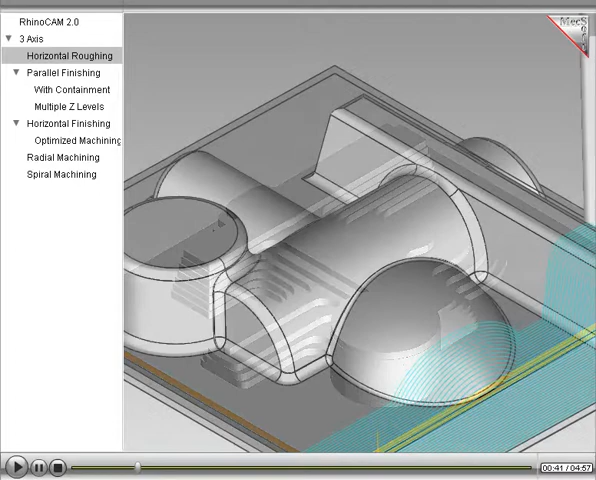 RhinoCAM 2.0
3 Axis
Horizontal Roughing
Parallel Finishing
With Containment
Multiple Z Levels
Horizontal Finishing
Optimized Machining
Radial Machining
Spiral Machining
MecS
00:41 / 04:57